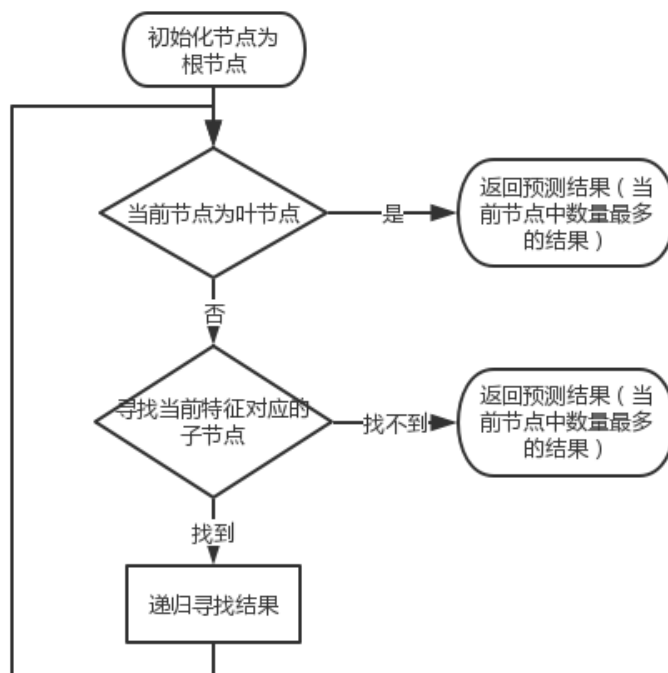 初始化节点为
根节点
当前节点为叶节点
是
返回预测结果（当
前节点中数量最多
的结果）
否
寻找当前特征对应的
子节点
找不到
返回预测结果（当
前节点中数量最多
的结果）
找到
递归寻找结果